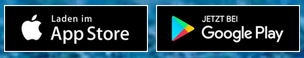 Laden im
App Store
JETZT BEI
Google Play